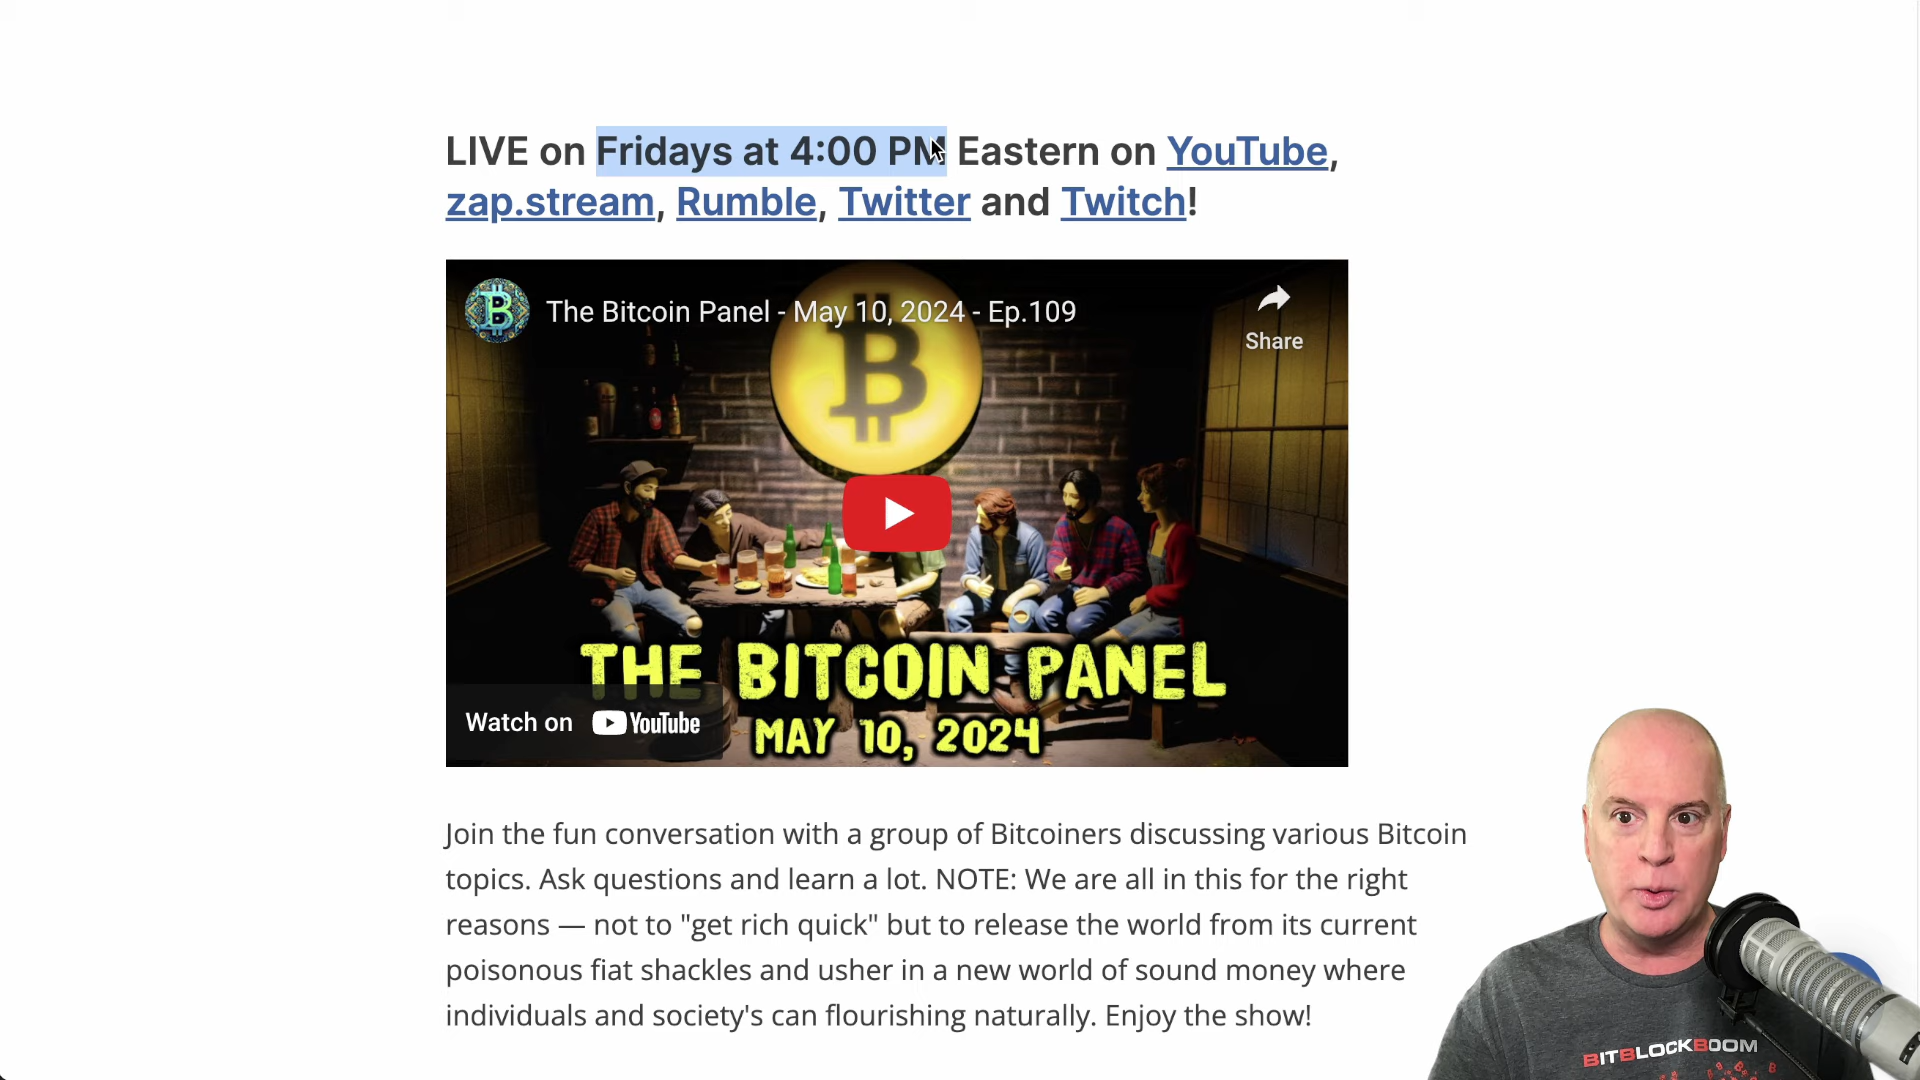 LIVE on Fridays at 4:00 PM Eastern on YouTube,
zap.stream, Rumble, Twitter and Twitch!
The Bitcoin Panel - May 10, 2024 - Ep.109
Share
THE BITCOIN PANEL
Watch on YouTube
MAY 10, 2024
Join the fun conversation with a group of Bitcoiners discussing various Bitcoin
topics. Ask questions and learn a lot. NOTE: We are all in this for the right
reasons — not to "get rich quick" but to release the world from its current
poisonous fiat shackles and usher in a new world of sound money where
individuals and society's can flourishing naturally. Enjoy the show!
BITBLOCKBOOM